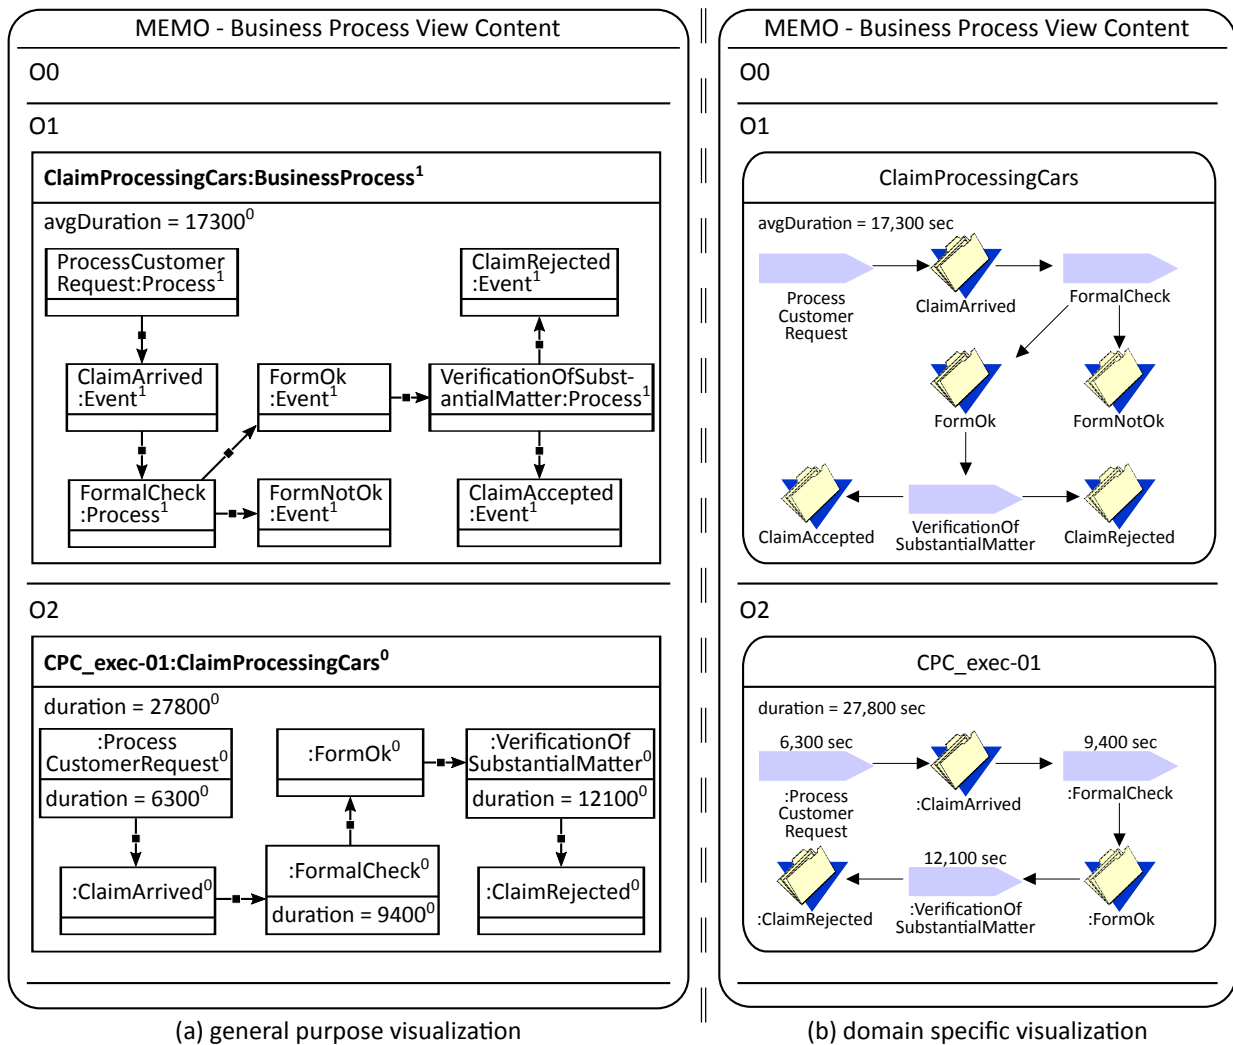 MEMO - Business Process View Content
O0
O1
ClaimProcessingCars:BusinessProcess¹
avgDuration = 17300⁰
ProcessCustomer
Request:Process¹
ClaimRejected
:Event¹
ClaimArrived
:Event¹
FormOk
:Event¹
VerificationOfSubst-
antialMatter:Process¹
FormalCheck
:Process¹
FormNotOk
:Event¹
ClaimAccepted
:Event¹
O2
CPC_exec-01:ClaimProcessingCars⁰
duration = 27800⁰
:Process
CustomerRequest⁰
duration = 6300⁰
:FormOk⁰
:VerificationOf
SubstantialMatter⁰
duration = 12100⁰
:ClaimArrived⁰
:FormalCheck⁰
duration = 9400⁰
:ClaimRejected⁰
(a) general purpose visualization
MEMO - Business Process View Content
O0
O1
ClaimProcessingCars
avgDuration = 17,300 sec
Process
Customer
Request
ClaimArrived
FormalCheck
FormOk
FormNotOk
ClaimAccepted
VerificationOf
SubstantialMatter
ClaimRejected
O2
CPC_exec-01
duration = 27,800 sec
6,300 sec
:Process
Customer
Request
:ClaimArrived
9,400 sec
:FormalCheck
:ClaimRejected
12,100 sec
:VerificationOf
SubstantialMatter
:FormOk
(b) domain specific visualization